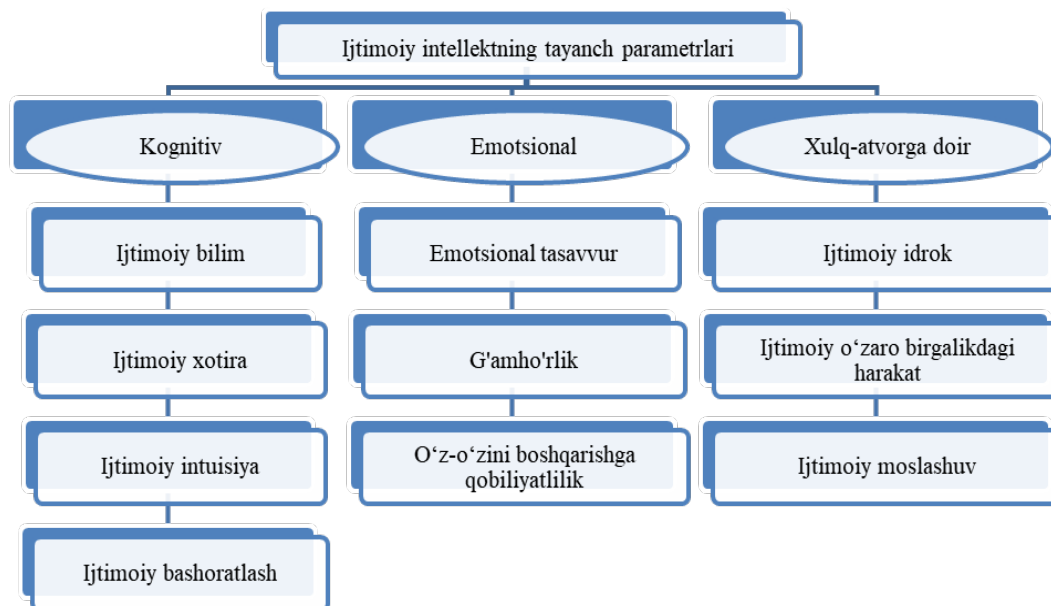 Ijtimoiy intellektning tayanch parametrlari
Kognitiv
Ijtimoiy bilim
Ijtimoiy xotira
Ijtimoiy intuisiya
Ijtimoiy bashoratlash
Emotsional
Emotsional tasavvur
G'amho'rlik
O‘z-o‘zini boshqarishga
qobiliyatlilik
Xulq-atvorga doir
Ijtimoiy idrok
Ijtimoiy o‘zaro birgalikdagi
harakat
Ijtimoiy moslashuv